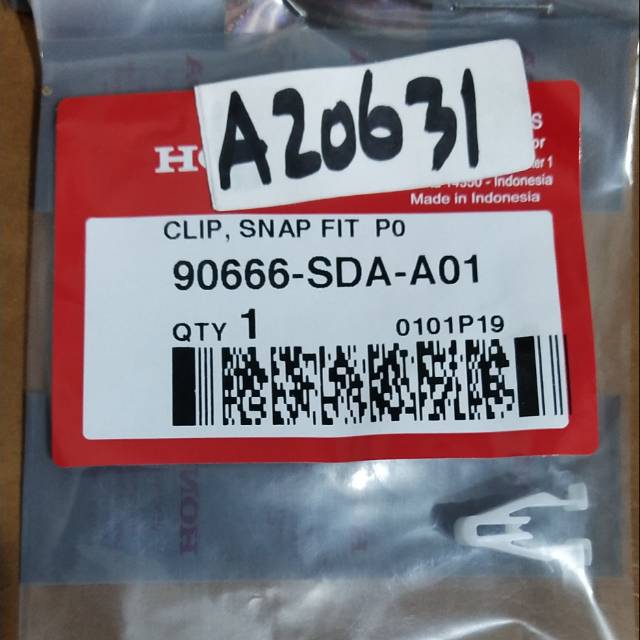 A20631
Made in Indonesia
CLIP, SNAP FIT P0
90666-SDA-A01
QTY 1 0101P19